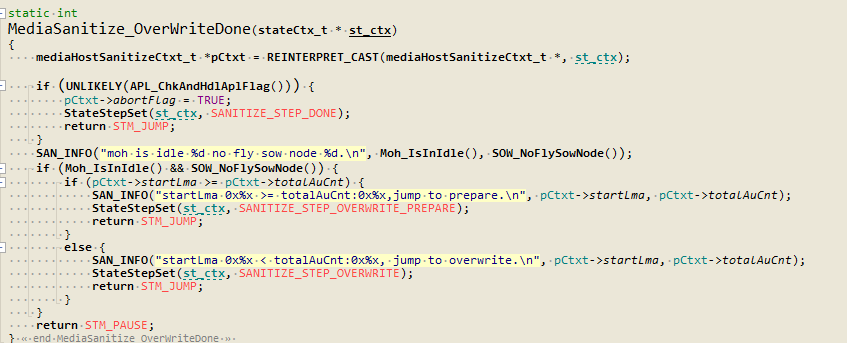 static int
MediaSanitize_OverWriteDone(stateCtx_t * st_ctx)
{
    mediaHostSanitizeCtxt_t *pCtxt = REINTERPRET_CAST(mediaHostSanitizeCtxt_t *, st_ctx);

    if (UNLIKELY(APL_ChkAndHdlAplFlag())) {
        pCtxt->abortFlag = TRUE;
        StateStepSet(st_ctx, SANITIZE_STEP_DONE);
        return STM_JUMP;
    }
    SAN_INFO("moh is idle %d no fly sow node %d.\n", Moh_IsInIdle(), SOW_NoFlySowNode());
    if (Moh_IsInIdle() && SOW_NoFlySowNode()) {
        if (pCtxt->startLma >= pCtxt->totalAuCnt) {
            SAN_INFO("startLma 0x%x >= totalAuCnt:0x%x,jump to prepare.\n", pCtxt->startLma, pCtxt->totalAuCnt);
            StateStepSet(st_ctx, SANITIZE_STEP_OVERWRITE_PREPARE);
            return STM_JUMP;
        }
        else {
            SAN_INFO("startLma 0x%x < totalAuCnt:0x%x, jump to overwrite.\n", pCtxt->startLma, pCtxt->totalAuCnt);
            StateStepSet(st_ctx, SANITIZE_STEP_OVERWRITE);
            return STM_JUMP;
        }
    }
    return STM_PAUSE;
} « end MediaSanitize_OverWriteDone »